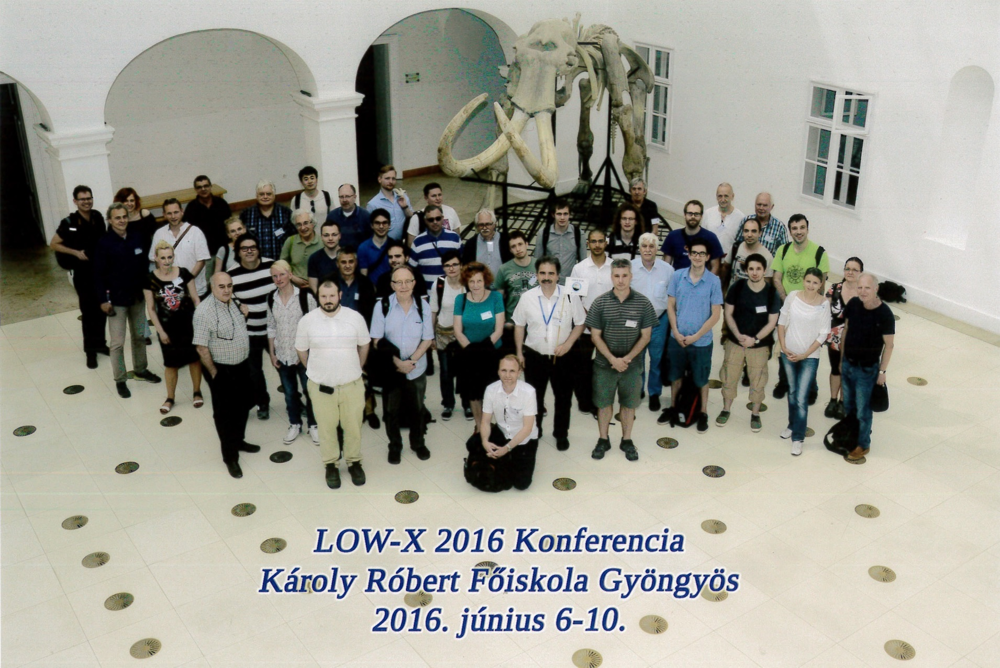 LOW-X 2016 Konferencia
Károly Róbert Főiskola Gyöngyös
2016. június 6-10.